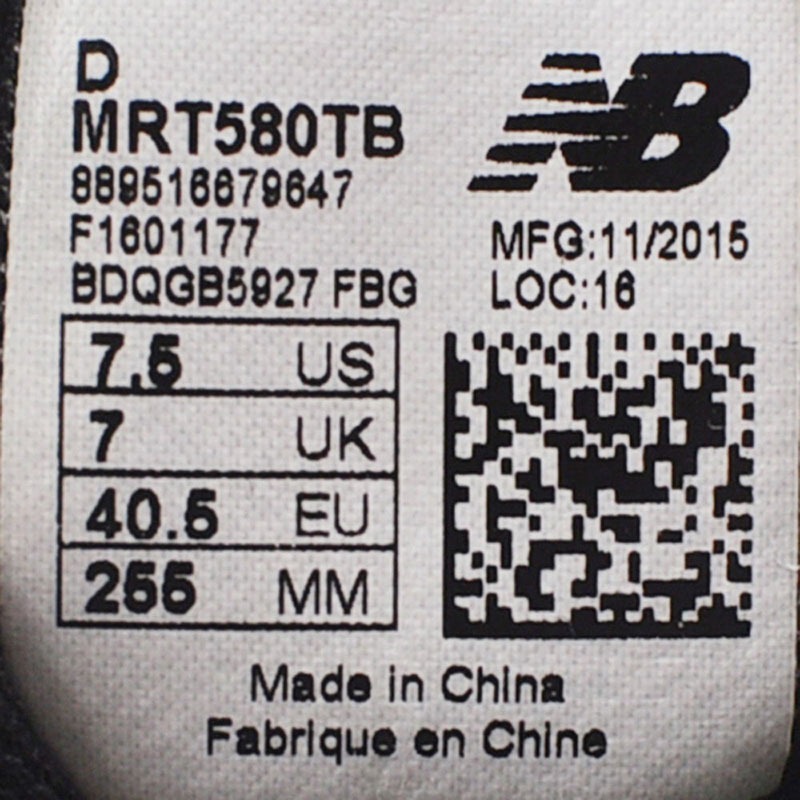 D
MRT580TB
889516679647
F1601177
BDQGB5927 FBG
NB
MFG:11/2015
LOC:16
7.5 US
7 UK
40.5 EU
255 MM
Made in China
Fabrique en Chine